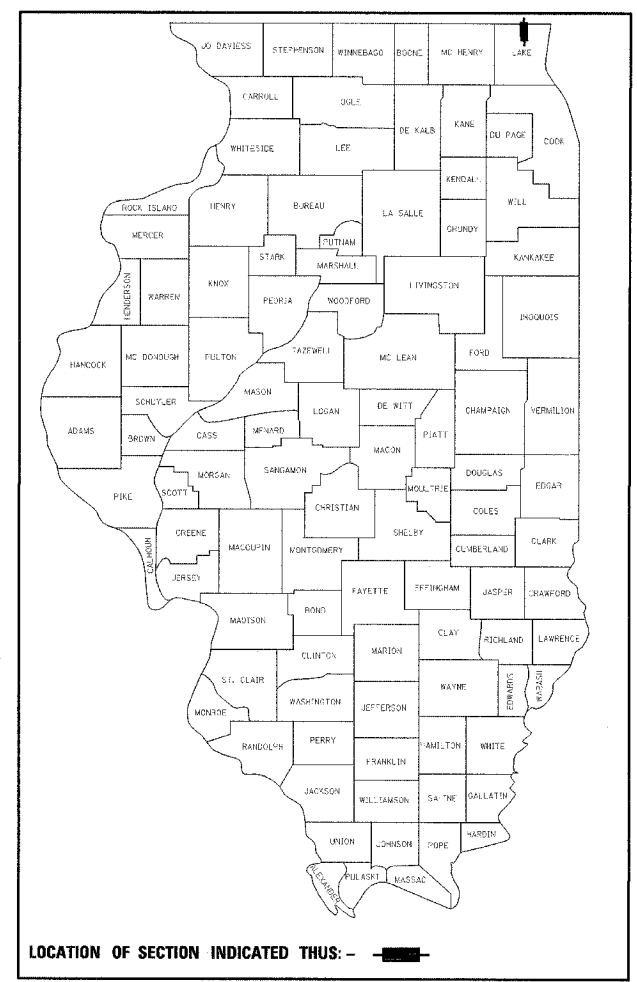 JO DAVIESS
STEPHENSON
WINNEBAGO
BOONE
MC HENRY
LAKE
CARROLL
OGLE
DE KALB
KANE
DU PAGE
COOK
WHITESIDE
LEE
KENDALL
WILL
ROCK ISLAND
HENRY
BUREAU
LA SALLE
GRUNDY
MERCER
PUTNAM
KANKAKEE
STARK
MARSHALL
HENDERSON
WARREN
KNOX
PEORIA
WOODFORD
LIVINGSTON
IROQUOIS
HANCOCK
MC DONOUGH
FULTON
TAZEWELL
MC LEAN
FORD
MASON
SCHUYLER
LOGAN
DE WITT
CHAMPAIGN
VERMILION
ADAMS
BROWN
CASS
MENARD
PIATT
MACON
MORGAN
SANGAMON
DOUGLAS
EDGAR
PIKE
SCOTT
MOULTRIE
CHRISTIAN
COLES
GREENE
MACOUPIN
MONTGOMERY
SHELBY
CUMBERLAND
CLARK
CALHOUN
JERSEY
FAYETTE
EFFINGHAM
JASPER
CRAWFORD
MADISON
BOND
CLAY
RICHLAND
LAWRENCE
CLINTON
MARION
ST. CLAIR
WAYNE
EDWARDS
WABASH
WASHINGTON
JEFFERSON
MONROE
RANDOLPH
PERRY
HAMILTON
WHITE
FRANKLIN
JACKSON
WILLIAMSON
SALINE
GALLATIN
UNION
JOHNSON
POPE
HARDIN
ALEXANDER
PULASKI
MASSAC
LOCATION OF SECTION INDICATED THUS: -